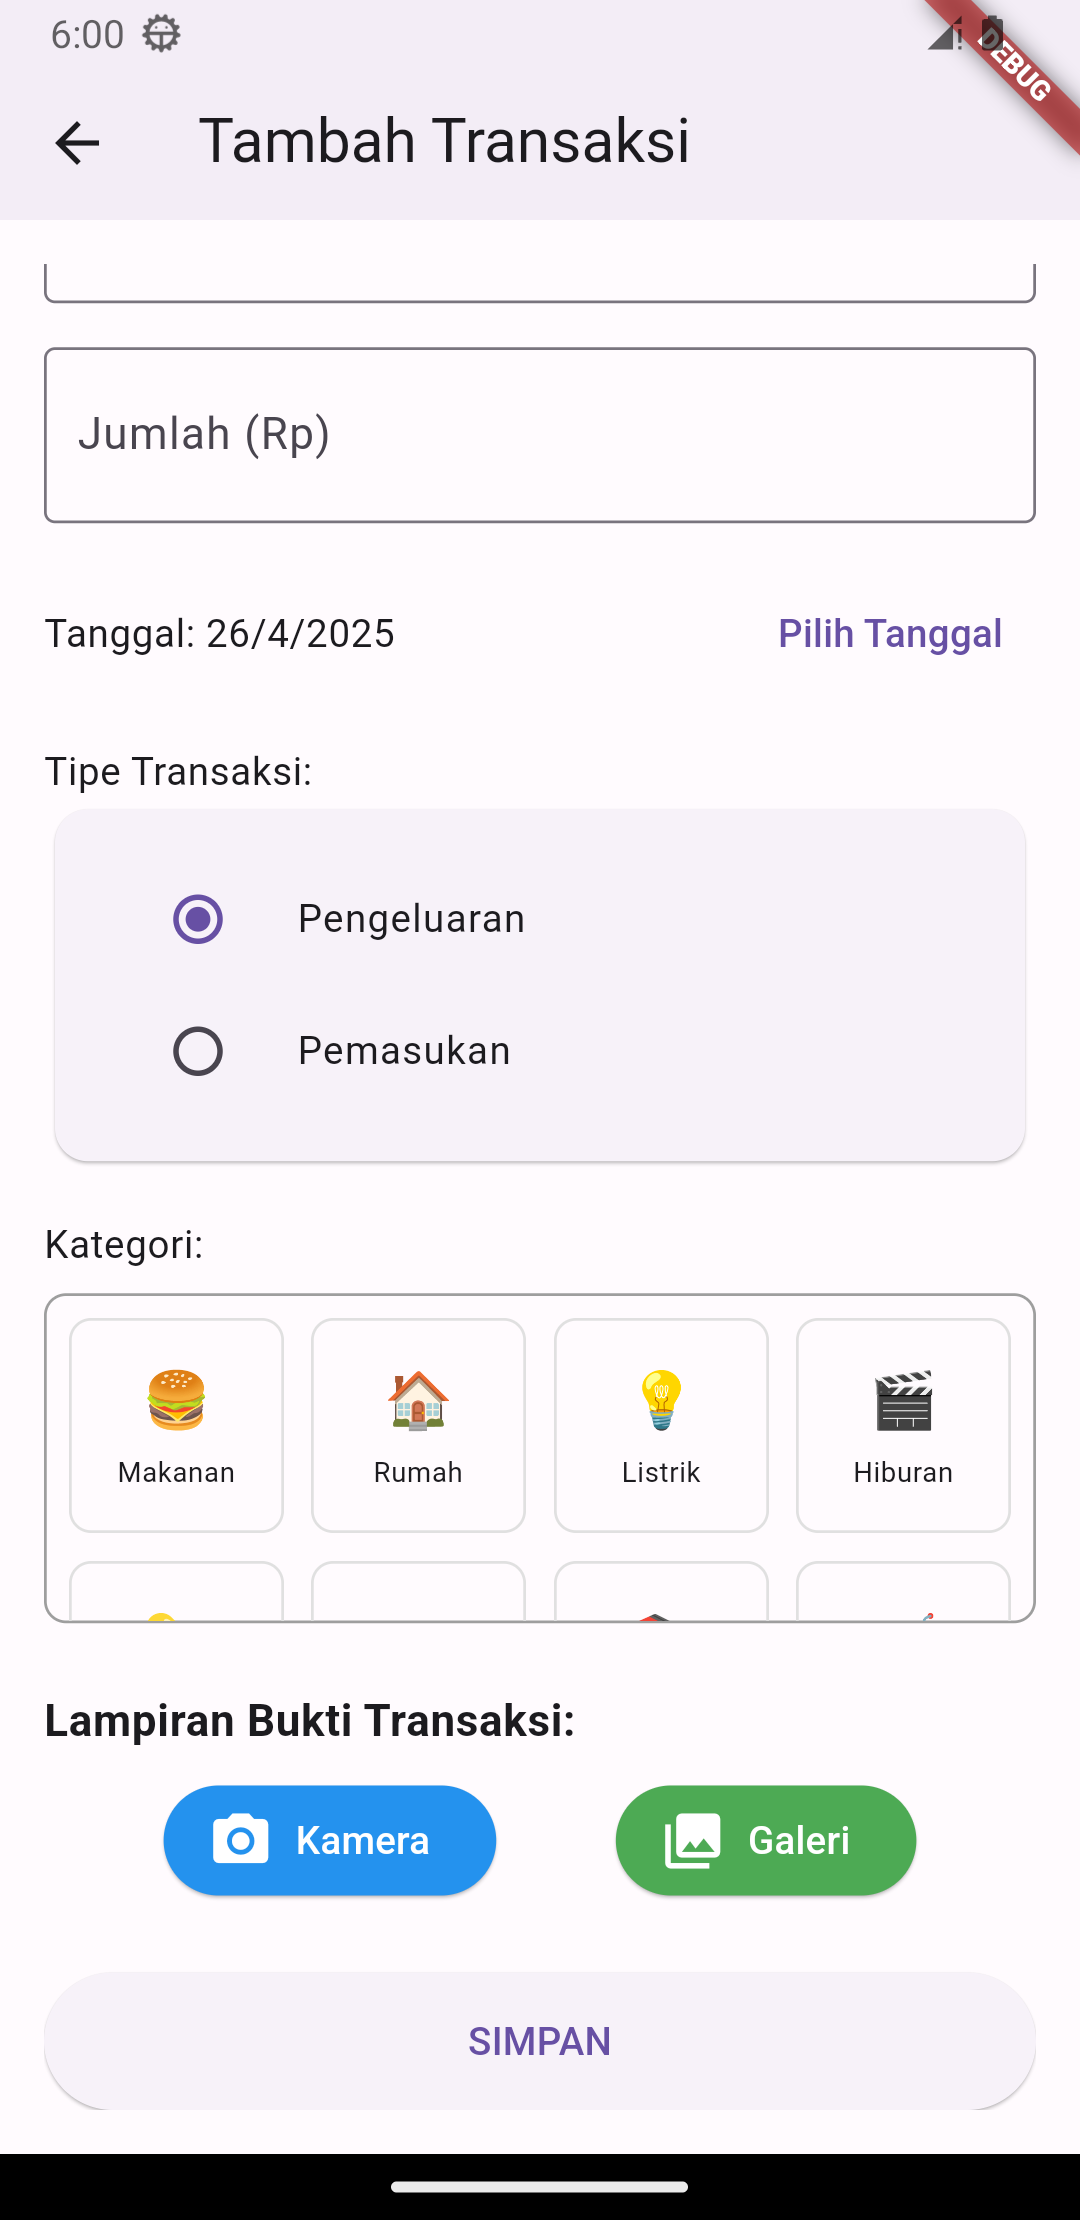 6:00
DEBUG
Tambah Transaksi
Jumlah (Rp)
Tanggal: 26/4/2025
Pilih Tanggal
Tipe Transaksi:
Pengeluaran
Pemasukan
Kategori:
Makanan
Rumah
Listrik
Hiburan
Lampiran Bukti Transaksi:
Kamera
Galeri
SIMPAN